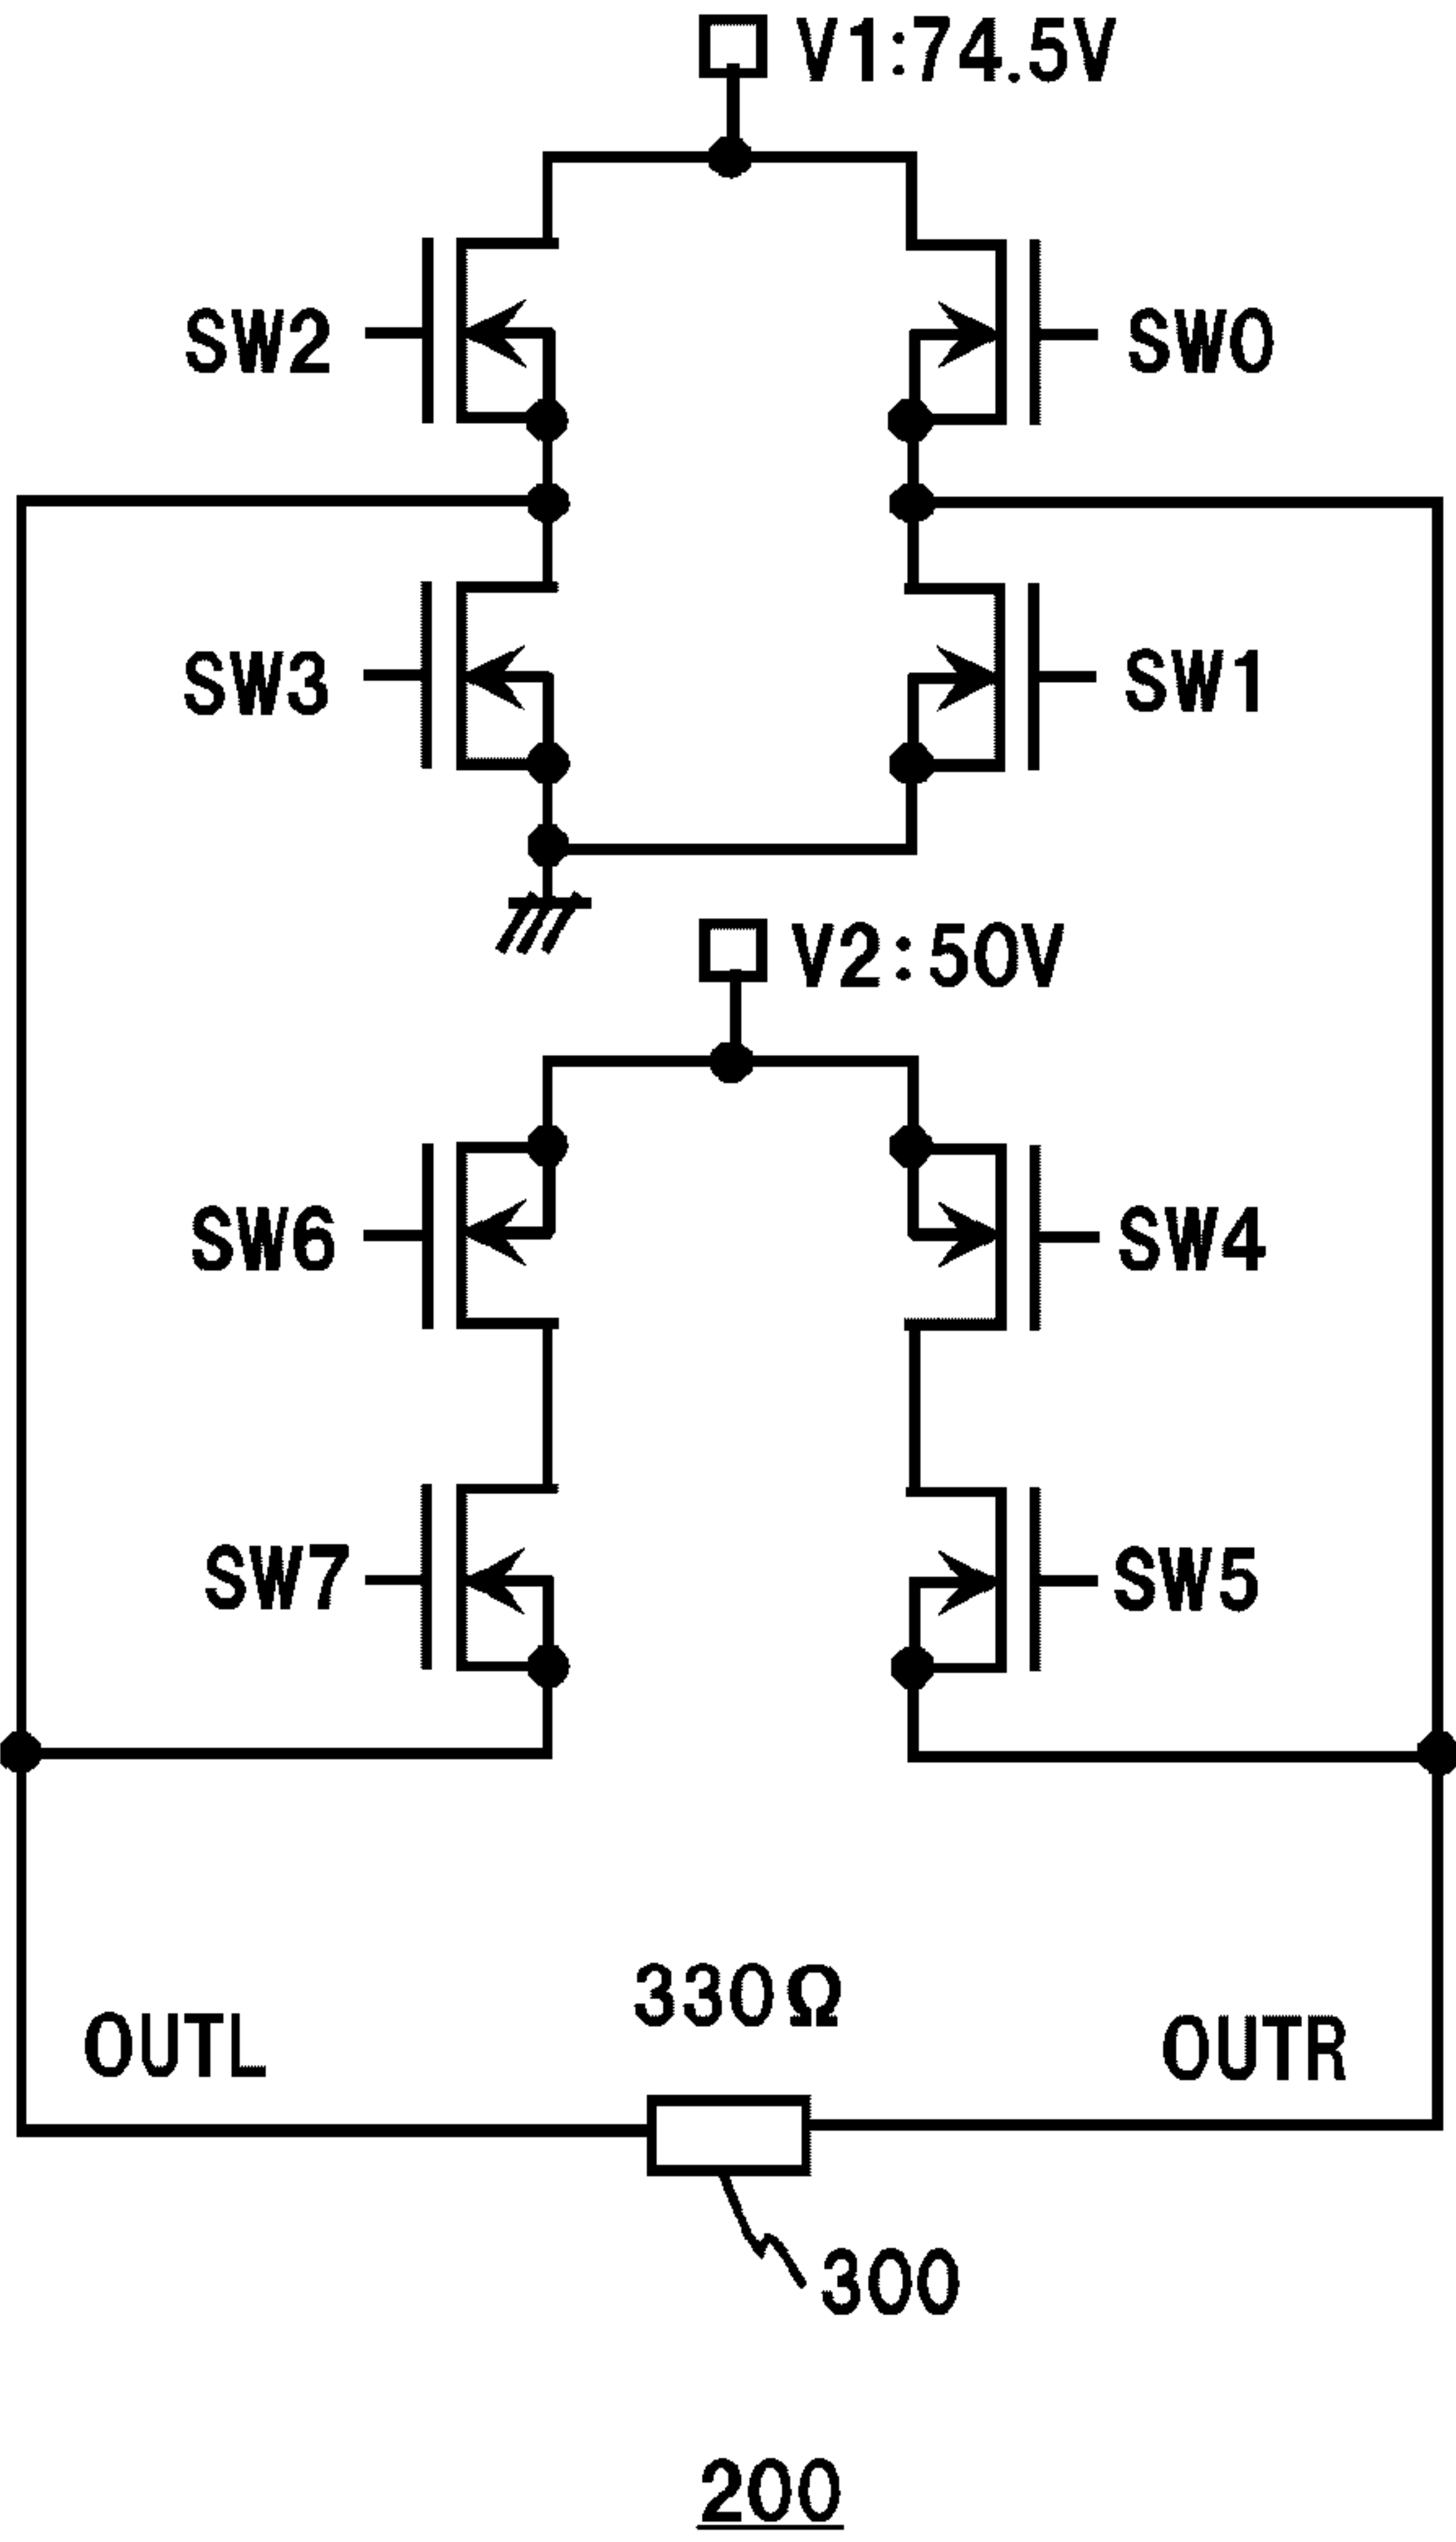 V1:74.5V
SW2
SW0
SW3
SW1
V2:50V
SW6
SW4
SW7
SW5
330Ω
OUTL
OUTR
300
200